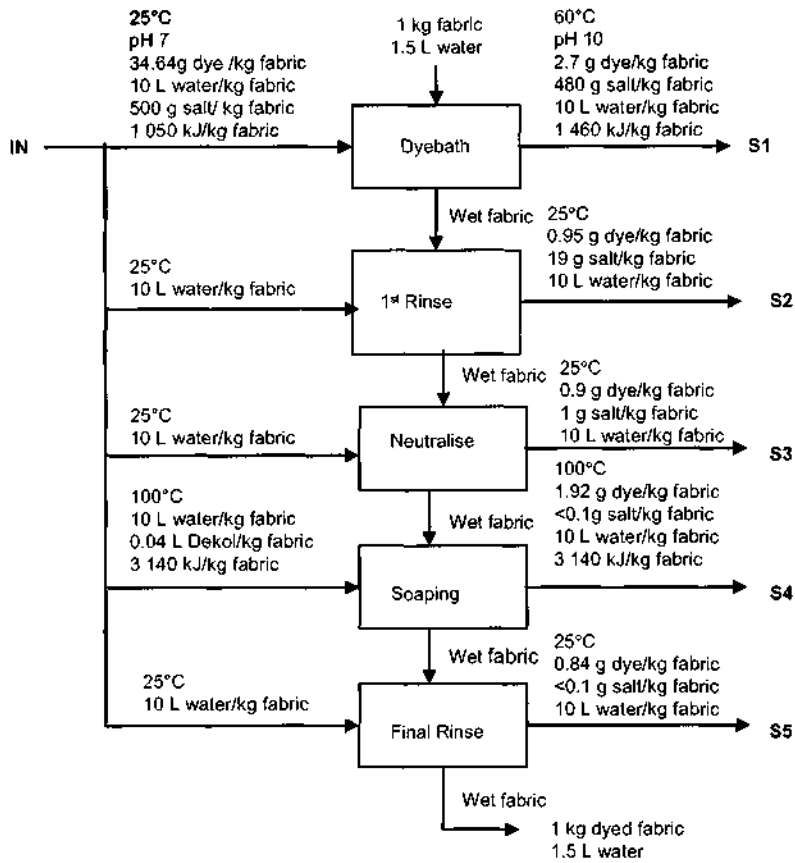 25°C
pH 7
34.64g dye /kg fabric
10 L water/kg fabric
500 g salt/ kg fabric
1 050 kJ/kg fabric
1 kg fabric
1.5 L water
60°C
pH 10
2.7 g dye/kg fabric
480 g salt/kg fabric
10 L water/kg fabric
1 460 kJ/kg fabric
IN
Dyebath
S1
Wet fabric
25°C
10 L water/kg fabric
1st Rinse
25°C
0.95 g dye/kg fabric
19 g salt/kg fabric
10 L water/kg fabric
S2
Wet fabric
25°C
10 L water/kg fabric
Neutralise
25°C
0.9 g dye/kg fabric
1 g salt/kg fabric
10 L water/kg fabric
S3
Wet fabric
100°C
10 L water/kg fabric
0.04 L Dekol/kg fabric
3 140 kJ/kg fabric
Soaping
100°C
1.92 g dye/kg fabric
<0.1g salt/kg fabric
10 L water/kg fabric
3 140 kJ/kg fabric
S4
Wet fabric
25°C
10 L water/kg fabric
Final Rinse
25°C
0.84 g dye/kg fabric
<0.1 g salt/kg fabric
10 L water/kg fabric
S5
Wet fabric
1 kg dyed fabric
1.5 L water